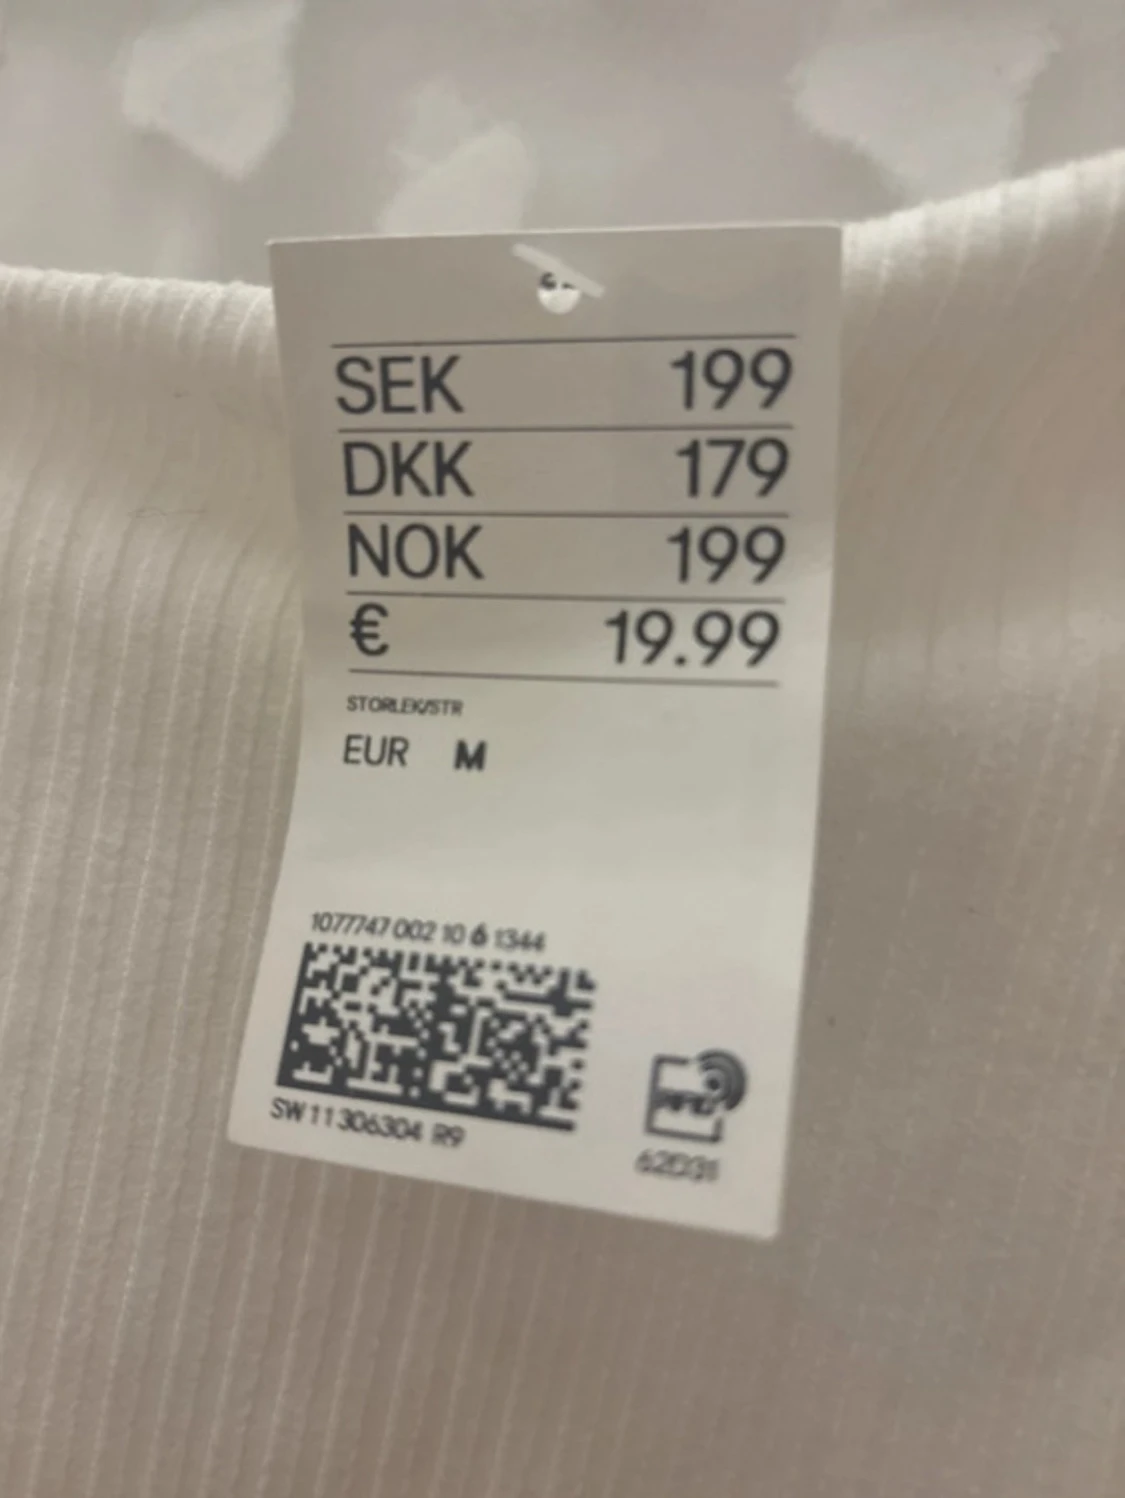 SEK 199
DKK 179
NOK 199
€ 19.99
STORLEK/STR
EUR M
1077747 002 10 6 1344
SW 11306304 R9
RFID